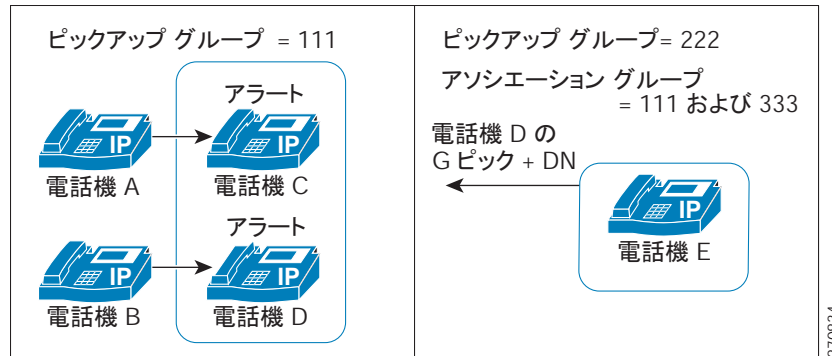 ピックアップ グループ = 111
アラート
IP
IP
電話機 A
電話機 C
アラート
IP
IP
電話機 B
電話機 D
ピックアップ グループ= 222
アソシエーション グループ
= 111 および 333
電話機 D の
G ピック + DN
IP
電話機 E